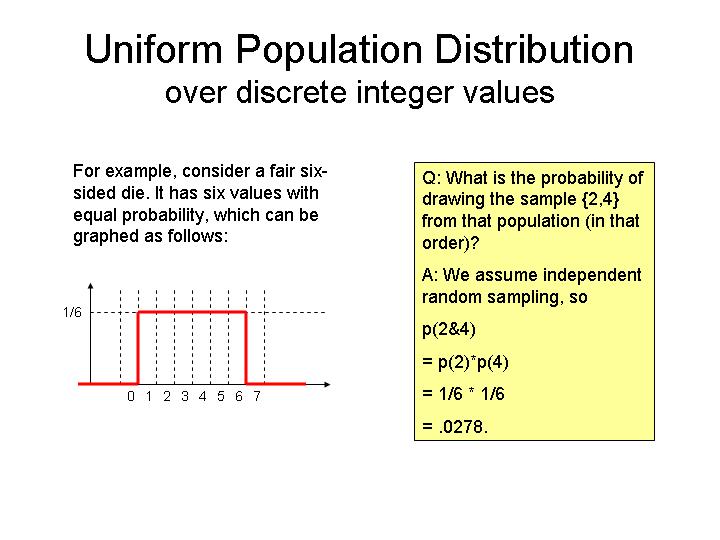 Uniform Population Distribution
over discrete integer values
For example, consider a fair six-
sided die. It has six values with
equal probability, which can be
graphed as follows:
1/6
0 1 2 3 4 5 6 7
Q: What is the probability of
drawing the sample {2,4}
from that population (in that
order)?
A: We assume independent
random sampling, so
p(2&4)
= p(2)*p(4)
= 1/6 * 1/6
= .0278.